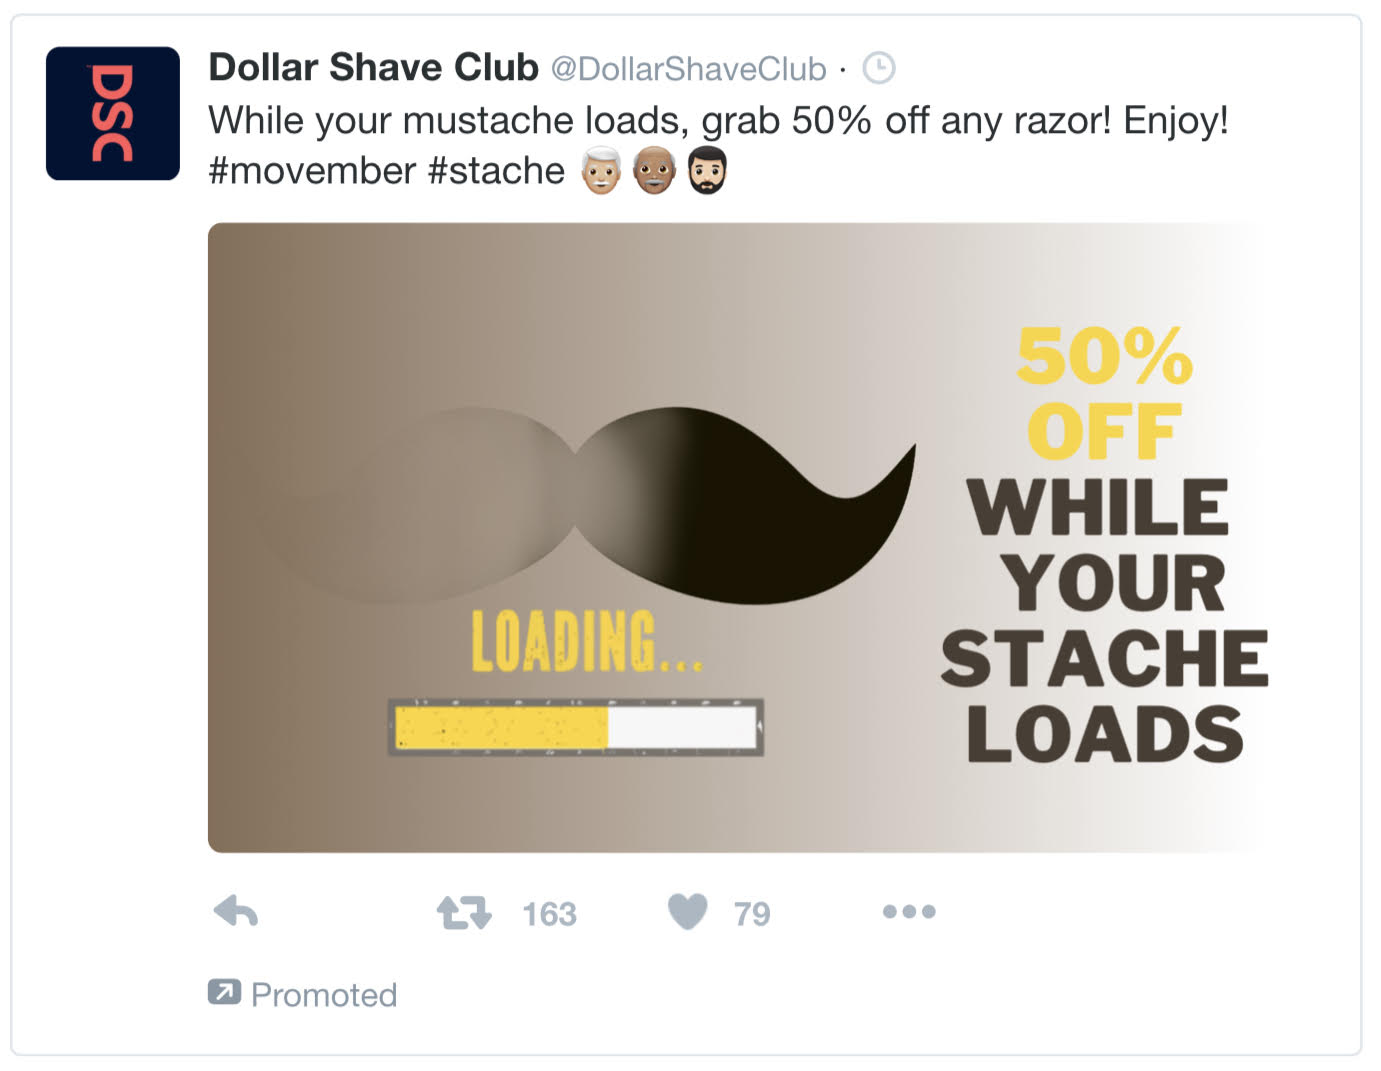 DSC
Dollar Shave Club @DollarShaveClub ·
While your mustache loads, grab 50% off any razor! Enjoy!
#movember #stache 
50%
OFF
WHILE
YOUR
STACHE
LOADS
LOADING...
163 79
Promoted